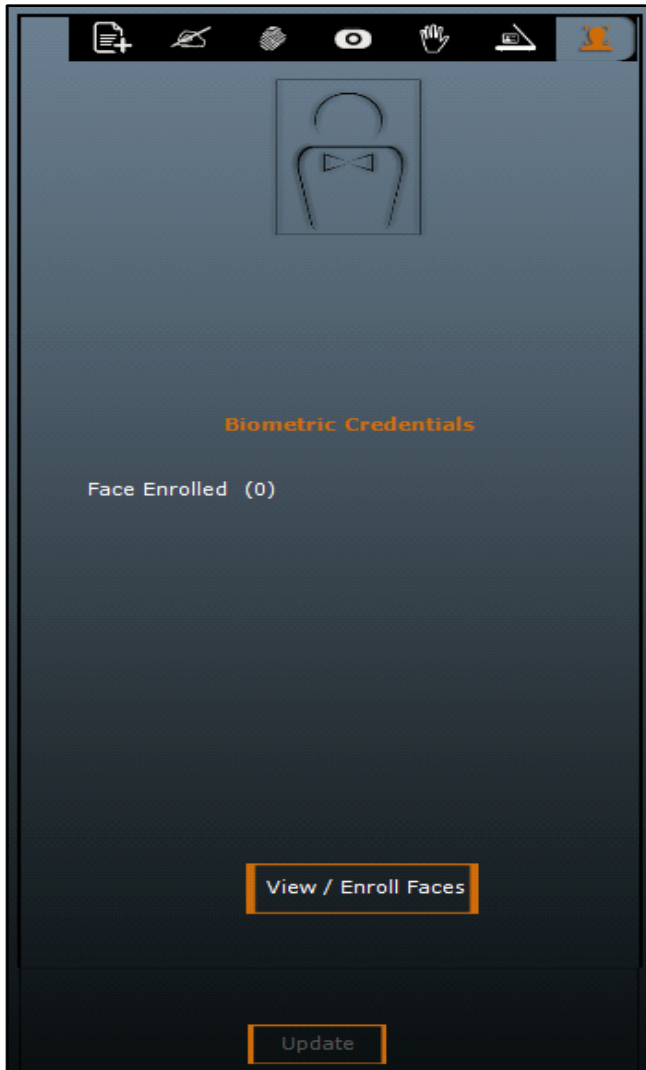 Biometric Credentials
Face Enrolled (0)
View / Enroll Faces
Update